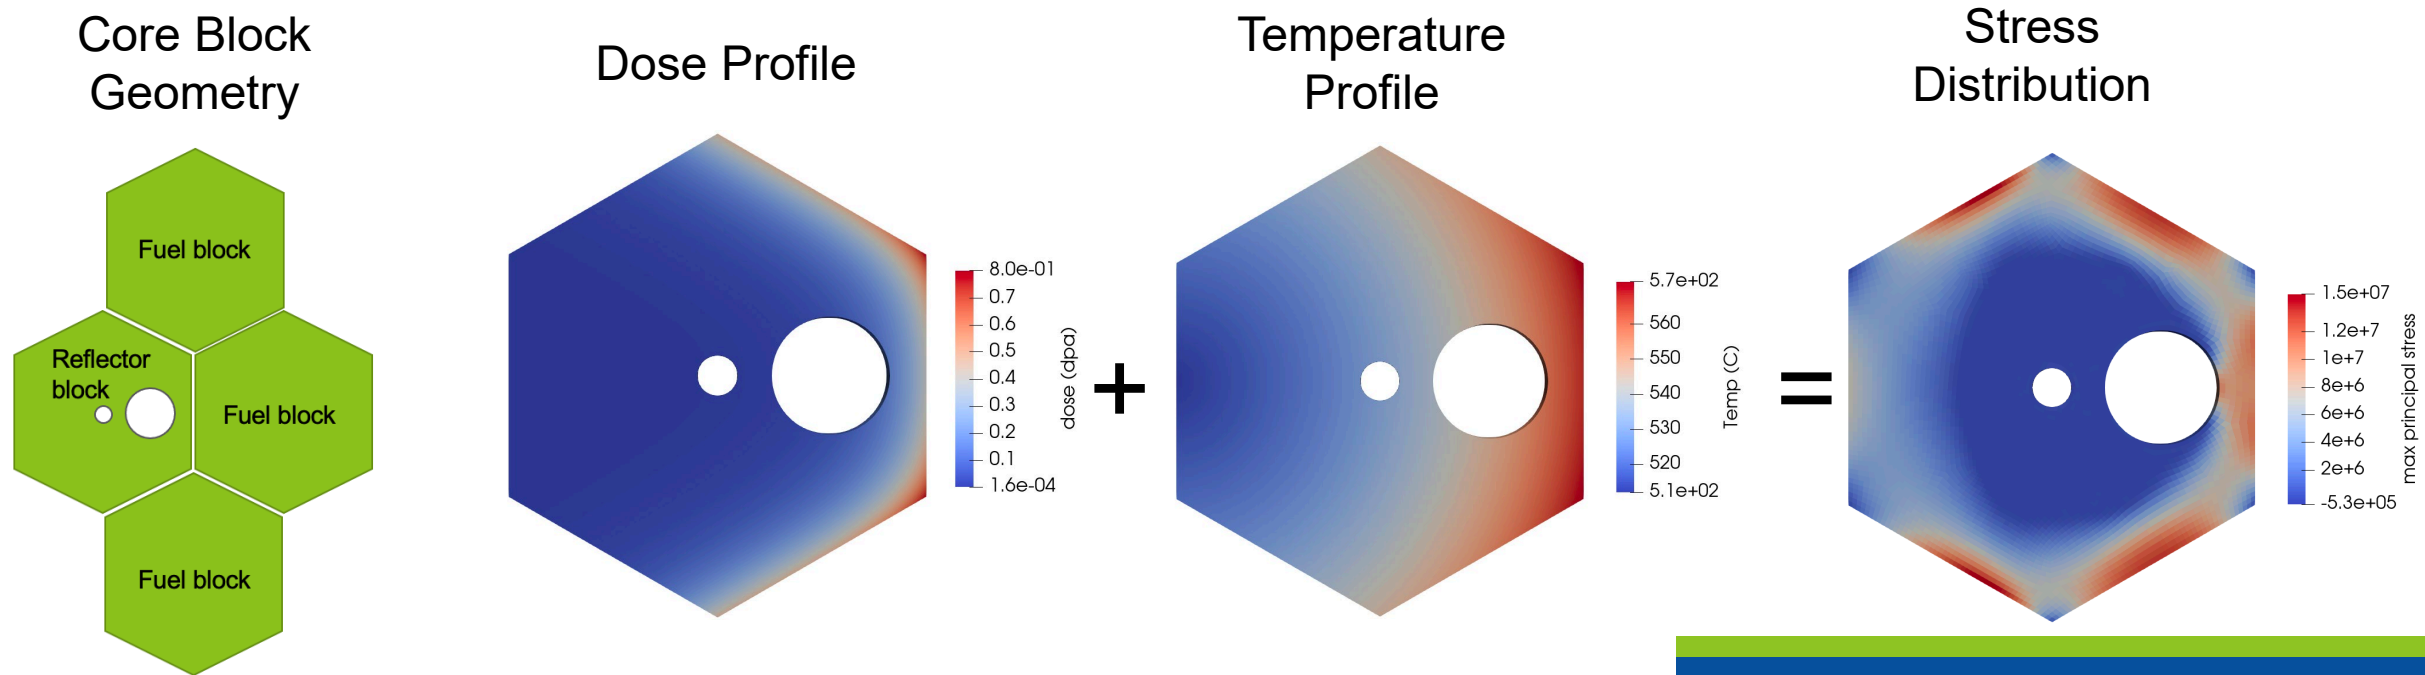 Core Block
Geometry
Fuel block
Reflector
block
Fuel block
Fuel block
Dose Profile
8.0e-01
0.7
0.6
0.5
0.4
0.3
0.2
0.1
1.6e-04
dose (dpa)
+
Temperature
Profile
5.7e+02
560
550
540
530
520
5.1e+02
Temp (C)
=
Stress
Distribution
1.5e+07
1.2e+7
1e+7
8e+6
6e+6
4e+6
2e+6
-5.3e+05
max principal stress